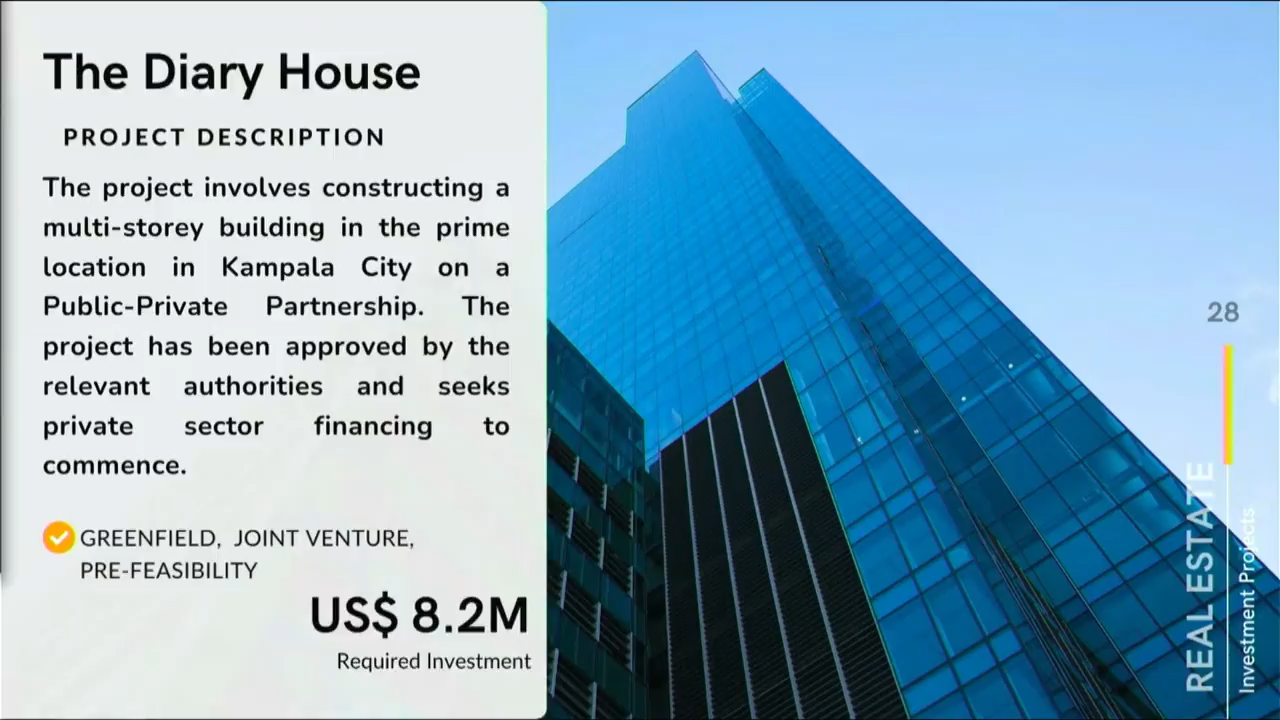 The Diary House
PROJECT DESCRIPTION
The project involves constructing a
multi-storey building in the prime
location in Kampala City on a
Public-Private Partnership. The
project has been approved by the
relevant authorities and seeks
private sector financing to
commence.
GREENFIELD, JOINT VENTURE,
PRE-FEASIBILITY
US$ 8.2M
Required Investment
28
REAL ESTATE
Investment Projects